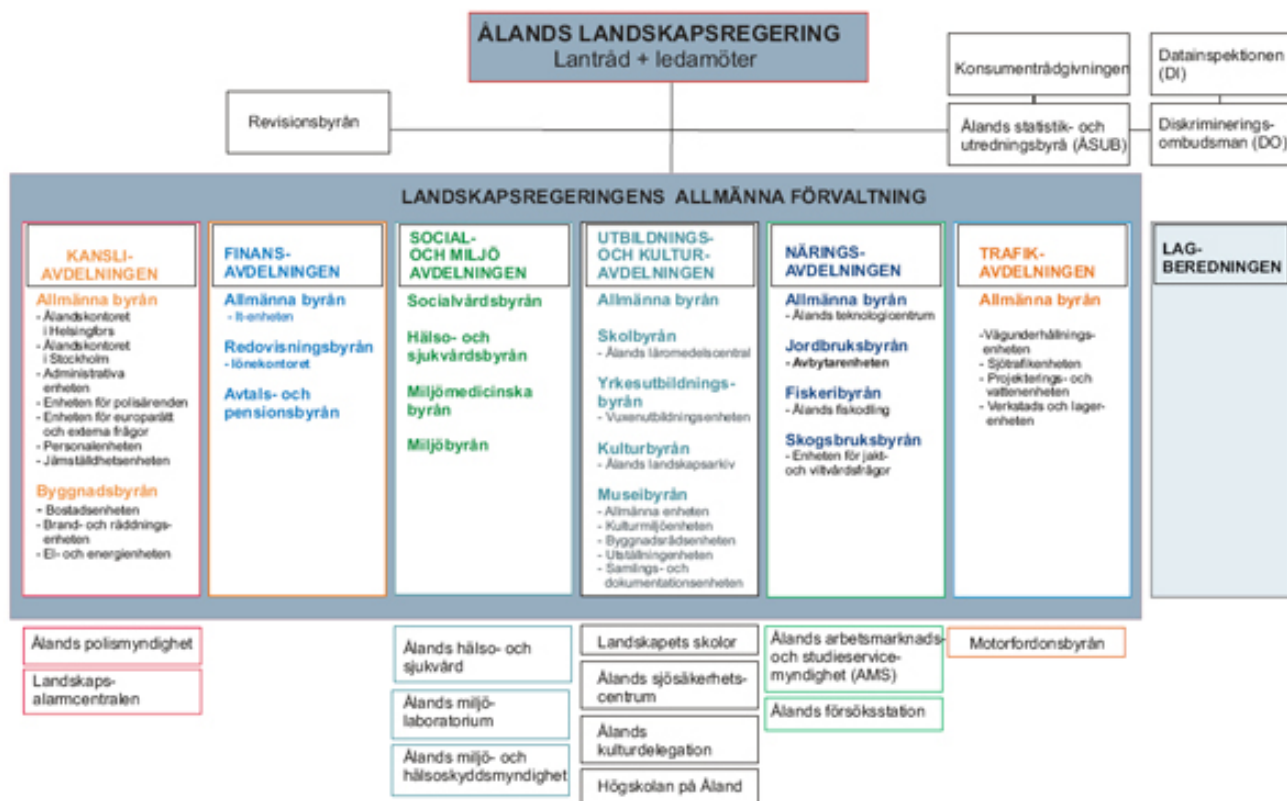 ÅLANDS LANDSKAPSREGERING
Lantråd + ledamöter
Konsumentrådgivningen
Datainspektionen
(DI)
Revisionsbyrån
Ålands statistik- och
utredningsbyrå (ÅSUB)
Diskriminerings-
ombudsman (DO)
LANDSKAPSREGERINGENS ALLMÄNNA FÖRVALTNING
KANSLI-
AVDELNINGEN
Allmänna byrån
- Ålandskontoret
i Helsingfors
- Ålandskontoret
i Stockholm
- Administrativa
enheten
- Enheten för polisärenden
- Enheten för europarätt
och externa frågor
- Personalenheten
- Jämställdhetsenheten
Byggnadsbyrån
- Bostadsenheten
- Brand- och räddnings-
enheten
- El- och energienheten
FINANS-
AVDELNINGEN
Allmänna byrån
- It-enheten
Redovisningsbyrån
- lönekontoret
Avtals- och
pensionsbyrån
SOCIAL-
OCH MILJÖ
AVDELNINGEN
Socialvårdsbyrån
Hälso- och
sjukvårdsbyrån
Miljömedicinska
byrån
Miljöbyrån
UTBILDNINGS-
OCH KULTUR-
AVDELNINGEN
Allmänna byrån
Skolbyrån
- Ålands läromedelscentral
Yrkesutbildnings-
byrån
- Vuxenutbildningsenheten
Kulturbyrån
- Ålands landskapsarkiv
Museibyrån
- Allmänna enheten
- Kulturmiljöenheten
- Byggnadsrådsenheten
- Utställningenheten
- Samlings- och
dokumentationsenheten
NÄRINGS-
AVDELNINGEN
Allmänna byrån
- Ålands teknologicentrum
Jordbruksbyrån
- Avbytarenheten
Fiskeribyrån
- Ålands fiskodling
Skogsbruksbyrån
- Enheten för jakt-
och viltvårdsfrågor
TRAFIK-
AVDELNINGEN
Allmänna byrån
-Vägunderhållnings-
enheten
- Sjötrafikenheten
- Projekterings- och
vattenenheten
- Verkstads och lager-
enheten
LAG-
BEREDNINGEN
Ålands polismyndighet
Landskaps-
alarmcentralen
Ålands hälso- och
sjukvård
Ålands miljö-
laboratorium
Ålands miljö- och
hälsoskyddsmyndighet
Landskapets skolor
Ålands sjösäkerhets-
centrum
Ålands
kulturdelegation
Högskolan på Åland
Ålands arbetsmarknads-
och studieservice-
myndighet (AMS)
Ålands försöksstation
Motorfordonsbyrån